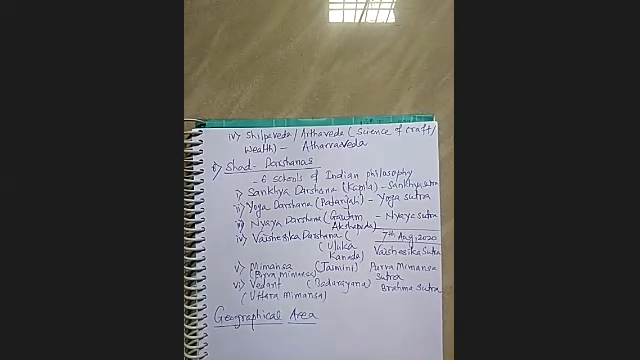 iv) Shilpaveda/Arthaveda (Science of craft/
Wealth) - Atharvaveda
Shad-Darshanas
- 6 schools of Indian philosophy
i) Sankhya Darshana (Kapila) - Sankhya sutra
ii) Yoga Darshana (Patanjali) - Yoga Sutra
iii) Nyaya Darshana (Gautam - Nyaya Sutra
Akshapada)
iv) Vaishesika Darshana (
7th Aug, 2020
(Uluka Vaishesika Sutra
Kanada)
v) Mimansa (Jaimini) Purva Mimansa
(Purva Mimansa) Sutra
vi) Vedant (Badarayana) Brahma Sutra
(Uttara Mimansa)
Geographical Area